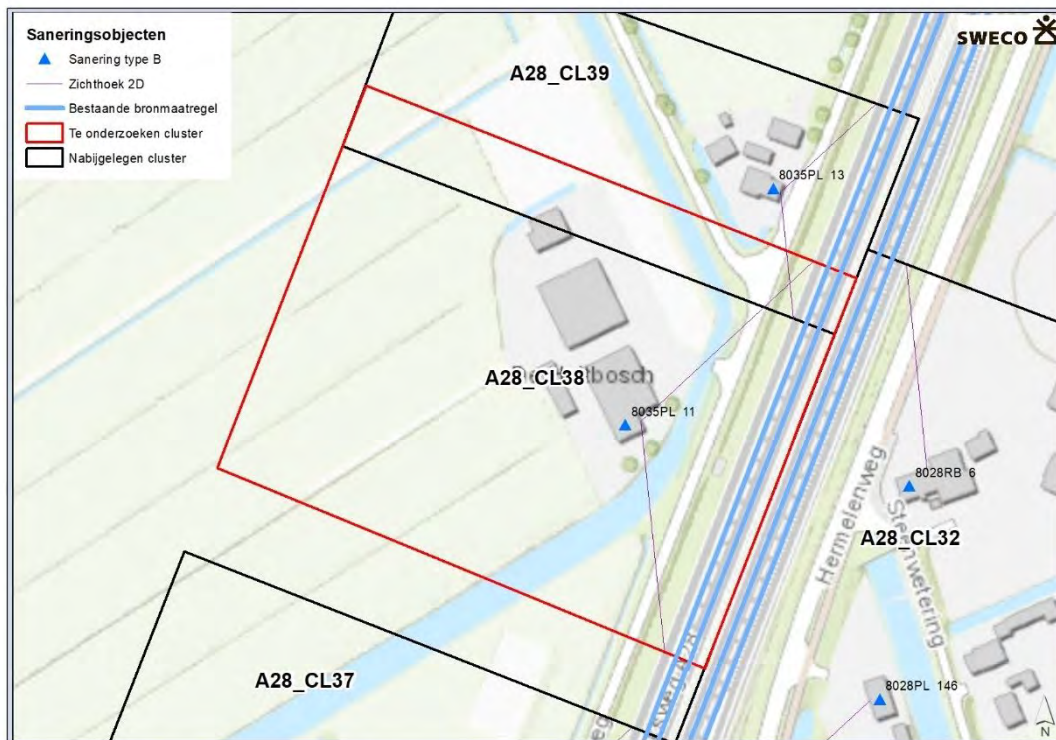 Saneringsobjecten
Sanering type B
Zichthoek 2D
Bestaande bronmaatregel
Te onderzoeken cluster
Nabijgelegen cluster
SWECO
A28_CL39
8035PL 13
A28_CL38
8035PL 11
8028RB 6
A28_CL32
Hermelenweg
Steenwetering
A28_CL37
8028PL 146
N